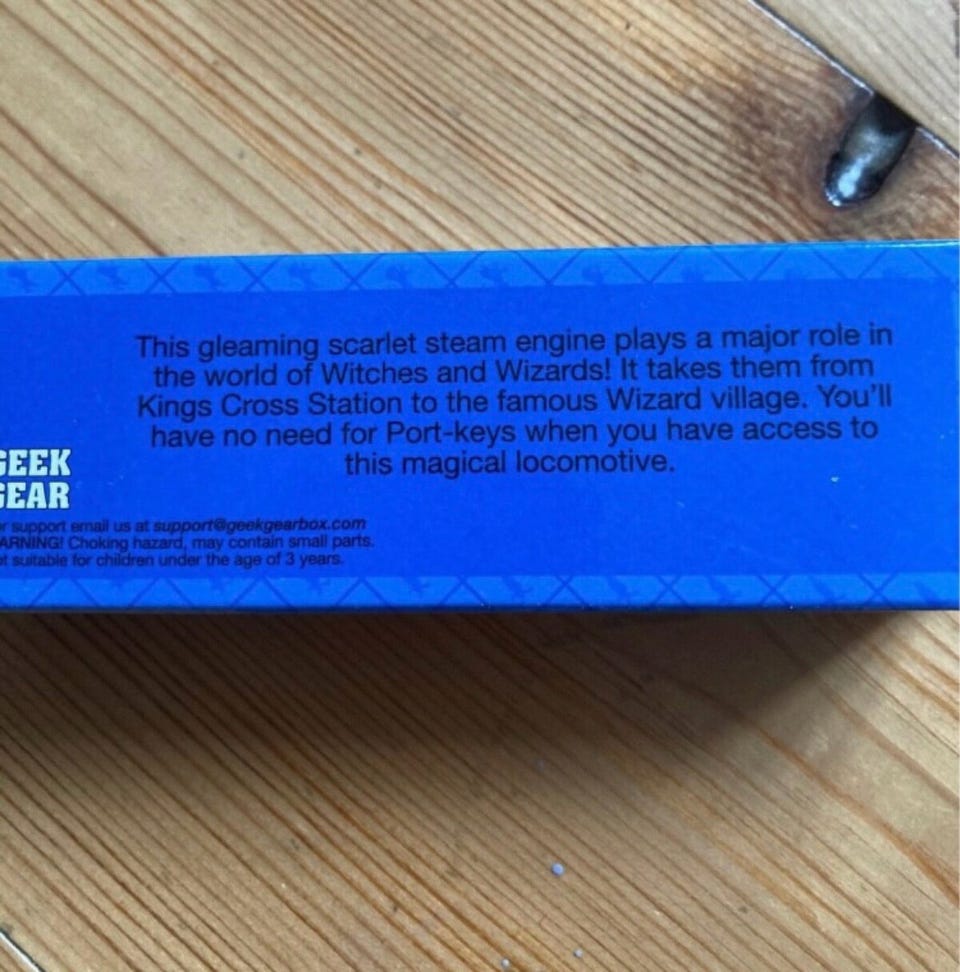 This gleaming scarlet steam engine plays a major role in
the world of Witches and Wizards! It takes them from
Kings Cross Station to the famous Wizard village. You'll
have no need for Port-keys when you have access to
this magical locomotive.
GEEK
GEAR
support email us at support@geekgearbox.com
ARNING! Choking hazard, may contain small parts.
suitable for children under the age of 3 years.